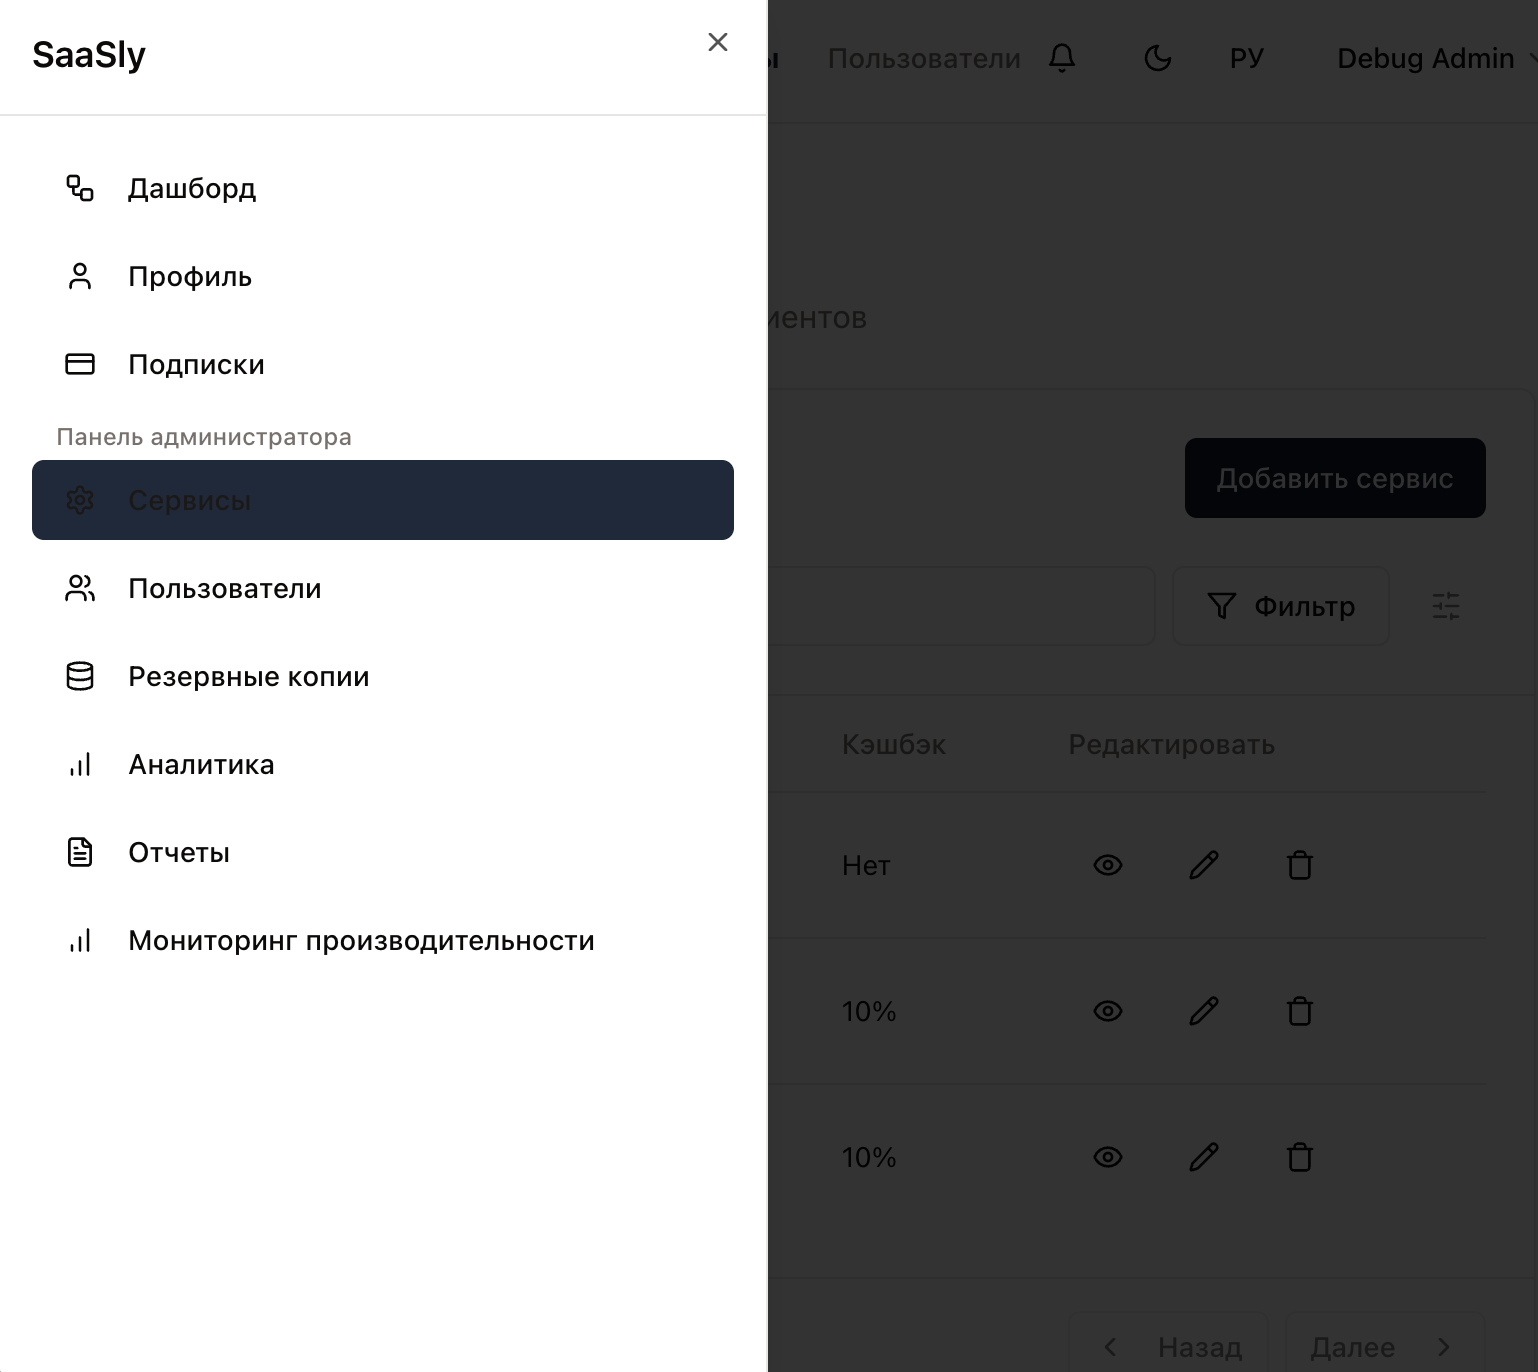 SaaSly
Пользователи
РУ
Debug Admin
Дашборд
Профиль
Подписки
Панель администратора
Сервисы
Пользователи
Резервные копии
Аналитика
Отчеты
Мониторинг производительности
Добавить сервис
Фильтр
Кэшбэк
Редактировать
Нет
10%
10%
Назад
Далее